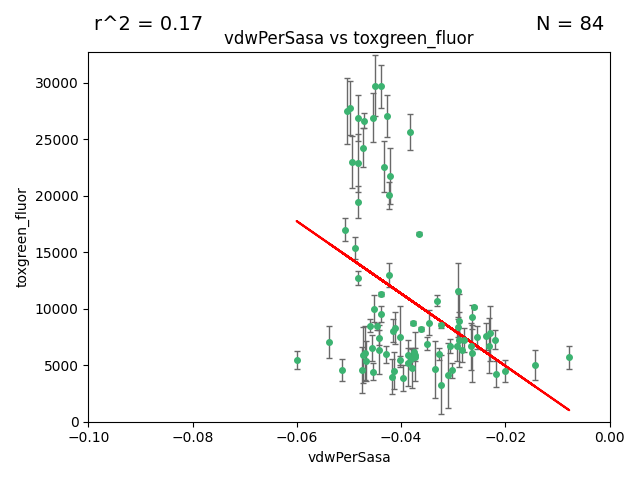 r^2 = 0.17
N = 84
vdwPerSasa vs toxgreen_fluor
toxgreen_fluor
30000
25000
20000
15000
10000
5000
0
−0.10
−0.08
−0.06
−0.04
−0.02
0.00
vdwPerSasa